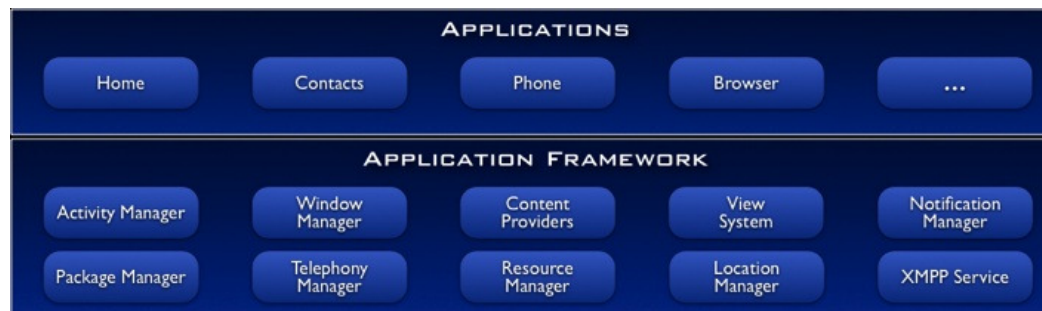 APPLICATIONS
Home
Contacts
Phone
Browser
...
APPLICATION FRAMEWORK
Activity Manager
Window
Manager
Content
Providers
View
System
Notification
Manager
Package Manager
Telephony
Manager
Resource
Manager
Location
Manager
XMPP Service